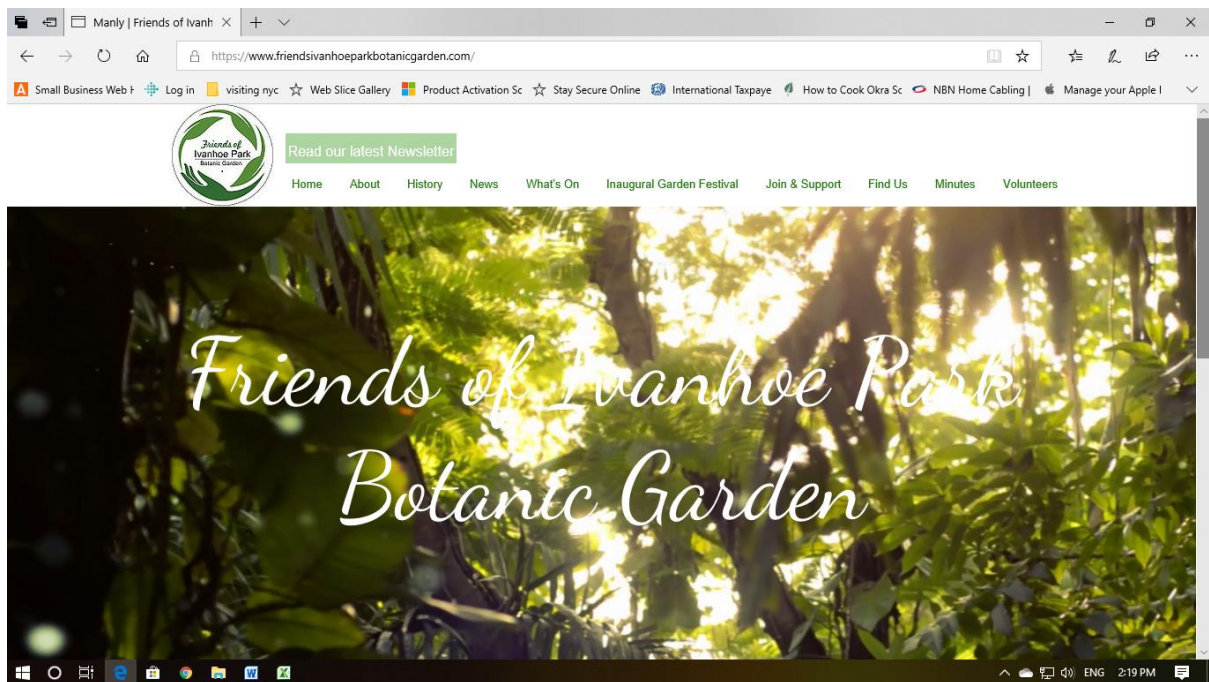 Manly | Friends of Ivanh
https://www.friendsivanhoeparkbotanicgarden.com/
Small Business Web H
Log in
visiting nyc
Web Slice Gallery
Product Activation Sc
Stay Secure Online
International Taxpaye
How to Cook Okra Sc
NBN Home Cabling |
Manage your Apple I
Friends of
Ivanhoe Park
Botanic Garden
Read our latest Newsletter
Home About History News What's On Inaugural Garden Festival Join & Support Find Us Minutes Volunteers
Friends of Ivanhoe Park
Botanic Garden
ENG 2:19 PM